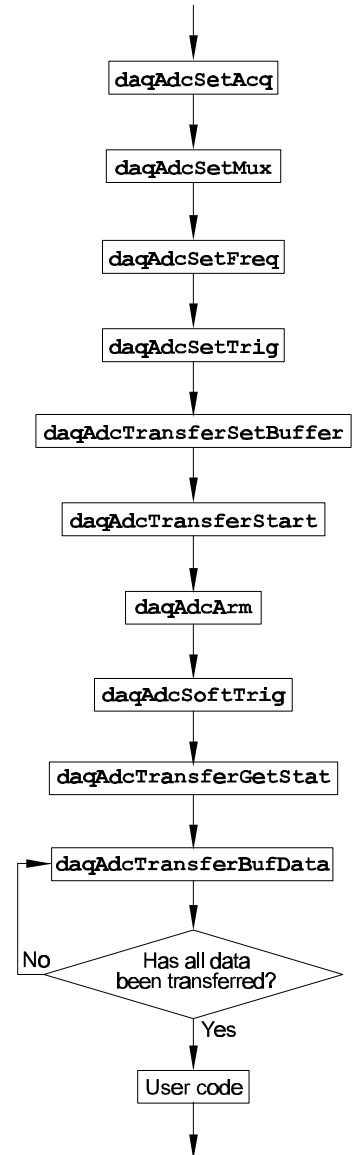 daqAdcSetAcq
daqAdcSetMux
daqAdcSetFreq
daqAdcSetTrig
daqAdcTransferSetBuffer
daqAdcTransferStart
daqAdcArm
daqAdcSoftTrig
daqAdcTransferGetStat
daqAdcTransferBufData
No
Has all data
been transferred?
Yes
User code